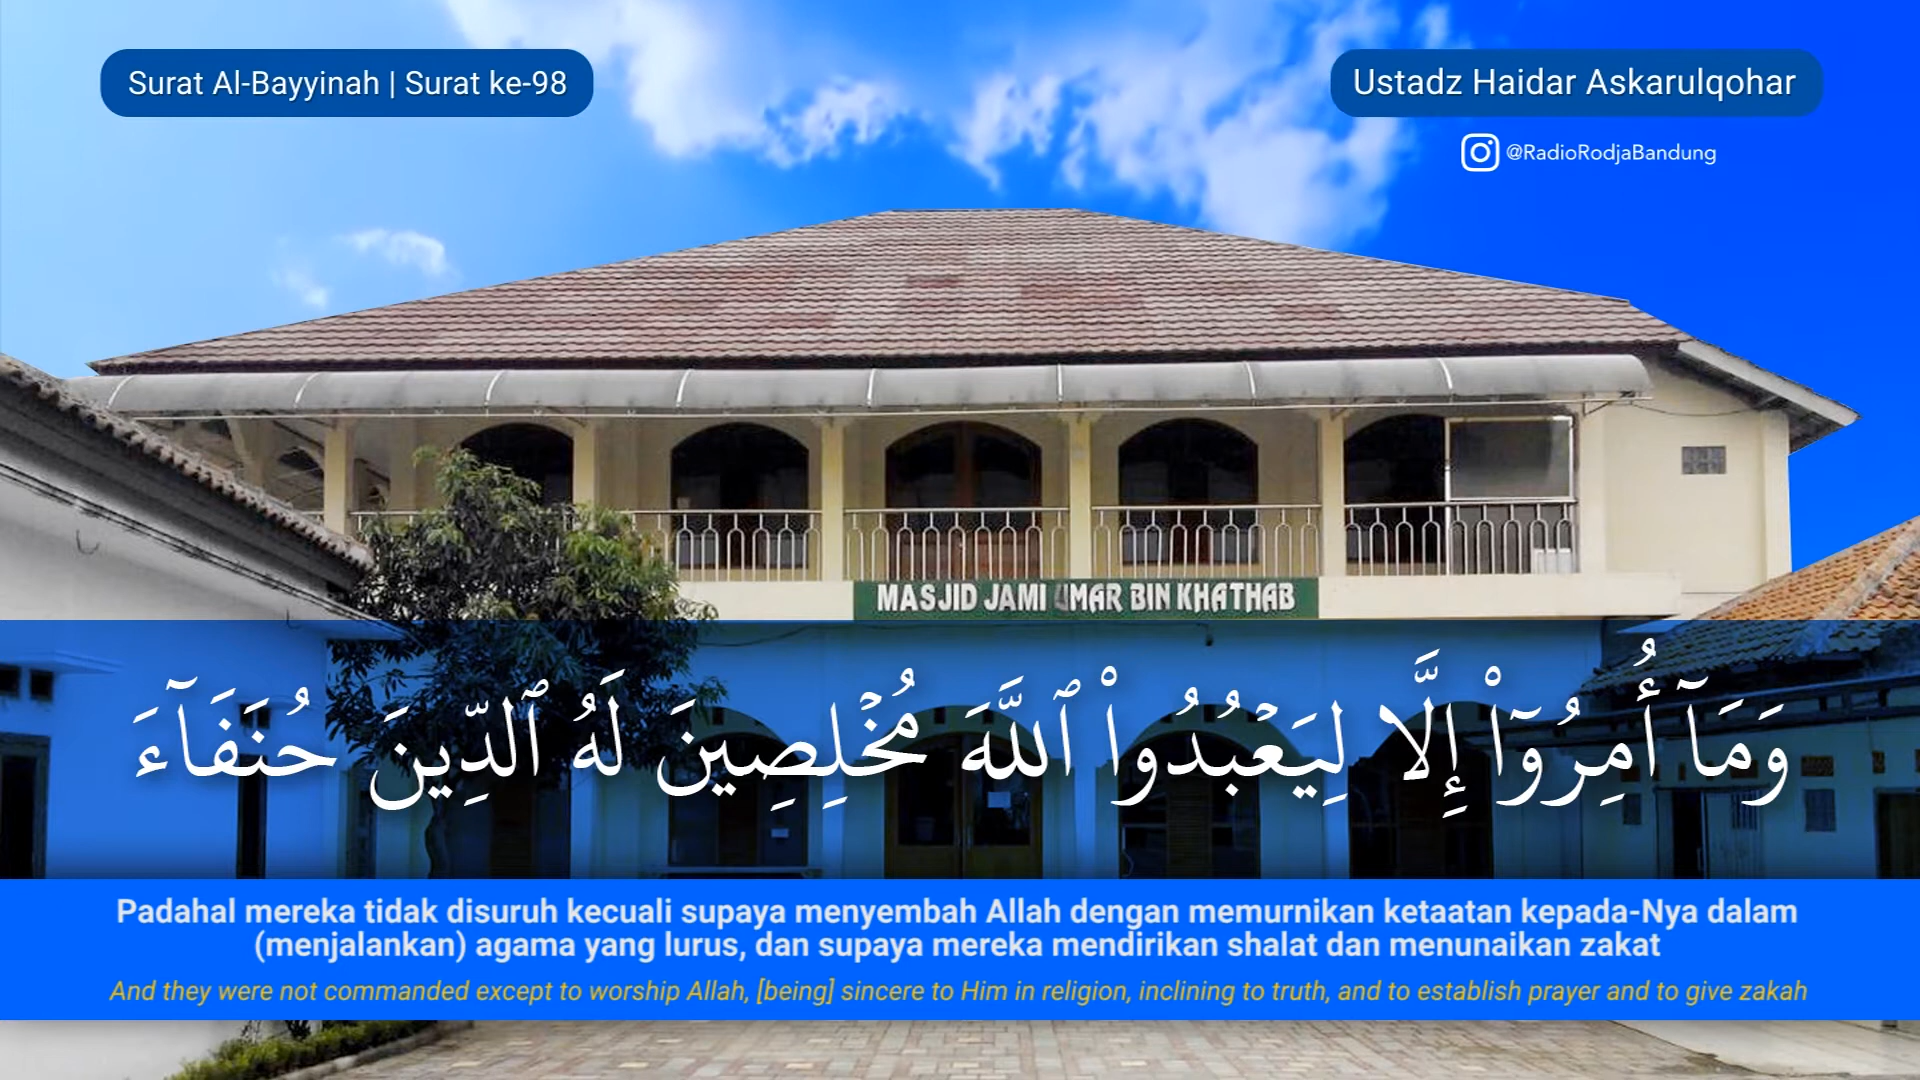 Surat Al-Bayyinah | Surat ke-98
Ustadz Haidar Askarulqohar
@RadioRodjaBandung
MASJID JAMI UMAR BIN KHATHAB
وَمَآ أُمِرُوٓا۟ إِلَّا لِيَعْبُدُوا۟ ٱللَّهَ مُخْلِصِينَ لَهُ ٱلدِّينَ حُنَفَآءَ
Padahal mereka tidak disuruh kecuali supaya menyembah Allah dengan memurnikan ketaatan kepada-Nya dalam
(menjalankan) agama yang lurus, dan supaya mereka mendirikan shalat dan menunaikan zakat
And they were not commanded except to worship Allah, [being] sincere to Him in religion, inclining to truth, and to establish prayer and to give zakah